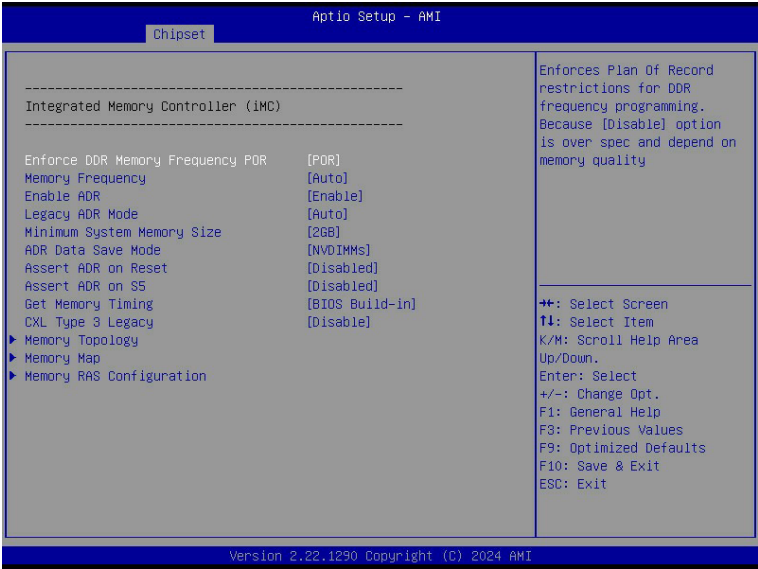 Aptio Setup – AMI
Chipset
--------------------------------------------------
Integrated Memory Controller (iMC)
--------------------------------------------------
Enforce DDR Memory Frequency POR [POR]
Memory Frequency [Auto]
Enable ADR [Enable]
Legacy ADR Mode [Auto]
Minimum System Memory Size [2GB]
ADR Data Save Mode [NVDIMMs]
Assert ADR on Reset [Disabled]
Assert ADR on S5 [Disabled]
Get Memory Timing [BIOS Build-in]
CXL Type 3 Legacy [Disable]
Memory Topology
Memory Map
Memory RAS Configuration
Enforces Plan Of Record
restrictions for DDR
frequency programming.
Because [Disable] option
is over spec and depend on
memory quality
→←: Select Screen
↑↓: Select Item
K/M: Scroll Help Area
Up/Down.
Enter: Select
+/-: Change Opt.
F1: General Help
F3: Previous Values
F9: Optimized Defaults
F10: Save & Exit
ESC: Exit
Version 2.22.1290 Copyright (C) 2024 AMI